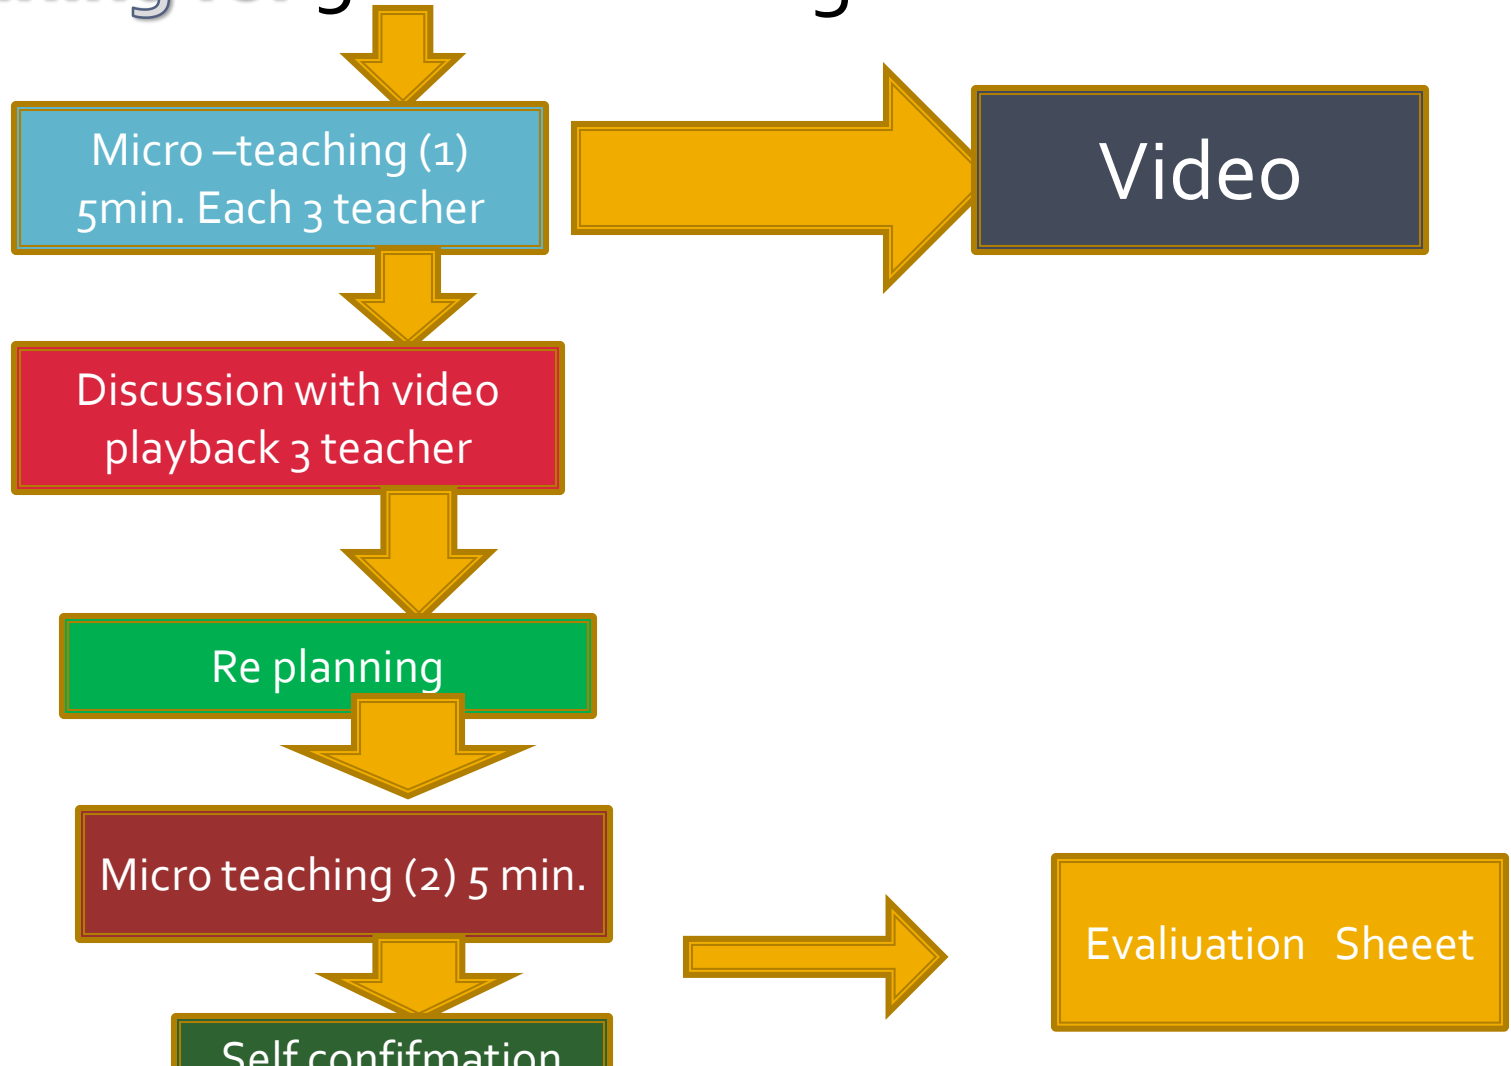 Micro –teaching (1)
5min. Each 3 teacher
Video
Discussion with video
playback 3 teacher
Re planning
Micro teaching (2) 5 min.
Evaliuation Sheeet
Self confifmation